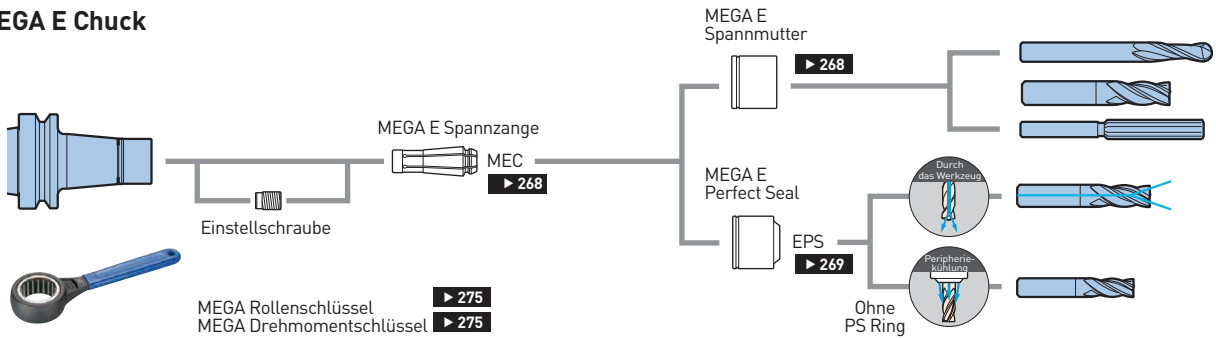 EGA E Chuck
MEGA E
Spannmutter
▶ 268
MEGA E Spannzange
MEC
▶ 268
Einstellschraube
MEGA E
Perfect Seal
EPS
▶ 269
Durch
das Werkzeug
Peripherie-
kühlung
Ohne
PS Ring
MEGA Rollenschlüssel ▶ 275
MEGA Drehmomentschlüssel ▶ 275